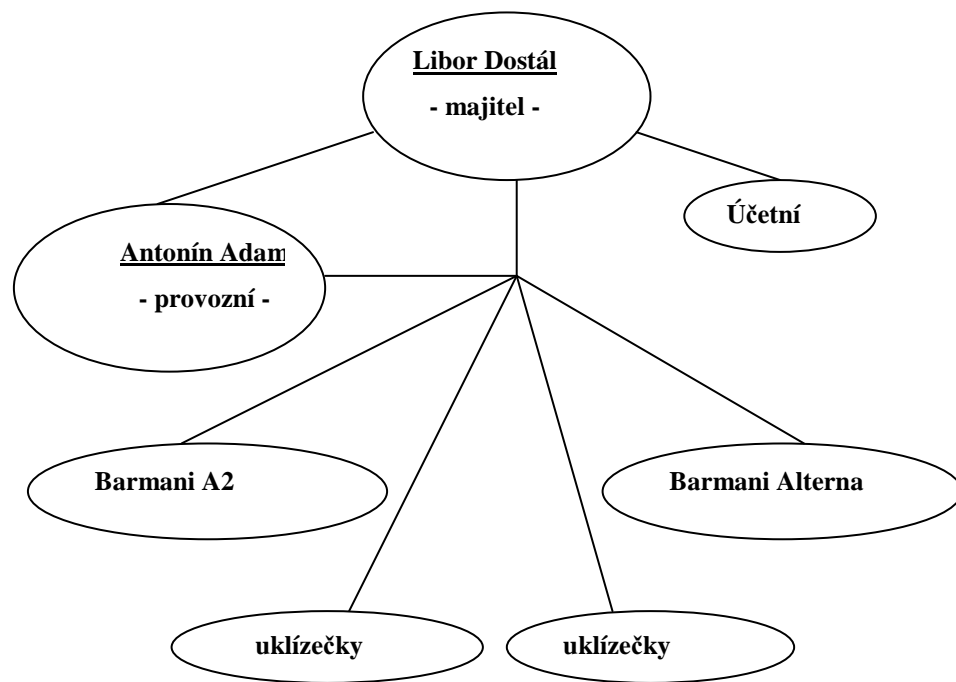 Libor Dostál
- majitel -
Účetní
Antonín Adam
- provozní -
Barmani A2
Barmani Alterna
uklízečky
uklízečky